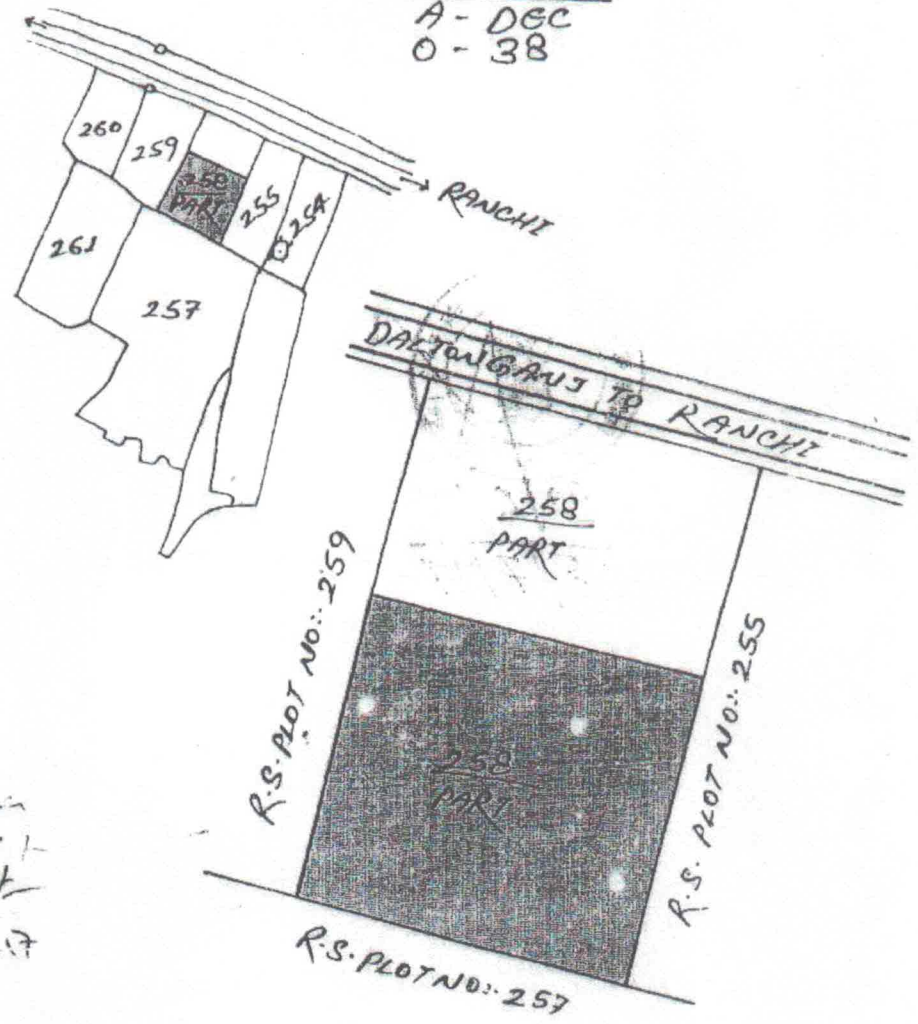 A - DEC
0 - 38
260
259
258
PART
255
254
261
257
RANCHI
DALTONGANJ TO RANCHI
258
PART
R.S. PLOT NO:- 259
R.S. PLOT NO:- 255
258
PART
R.S. PLOT NO:- 257